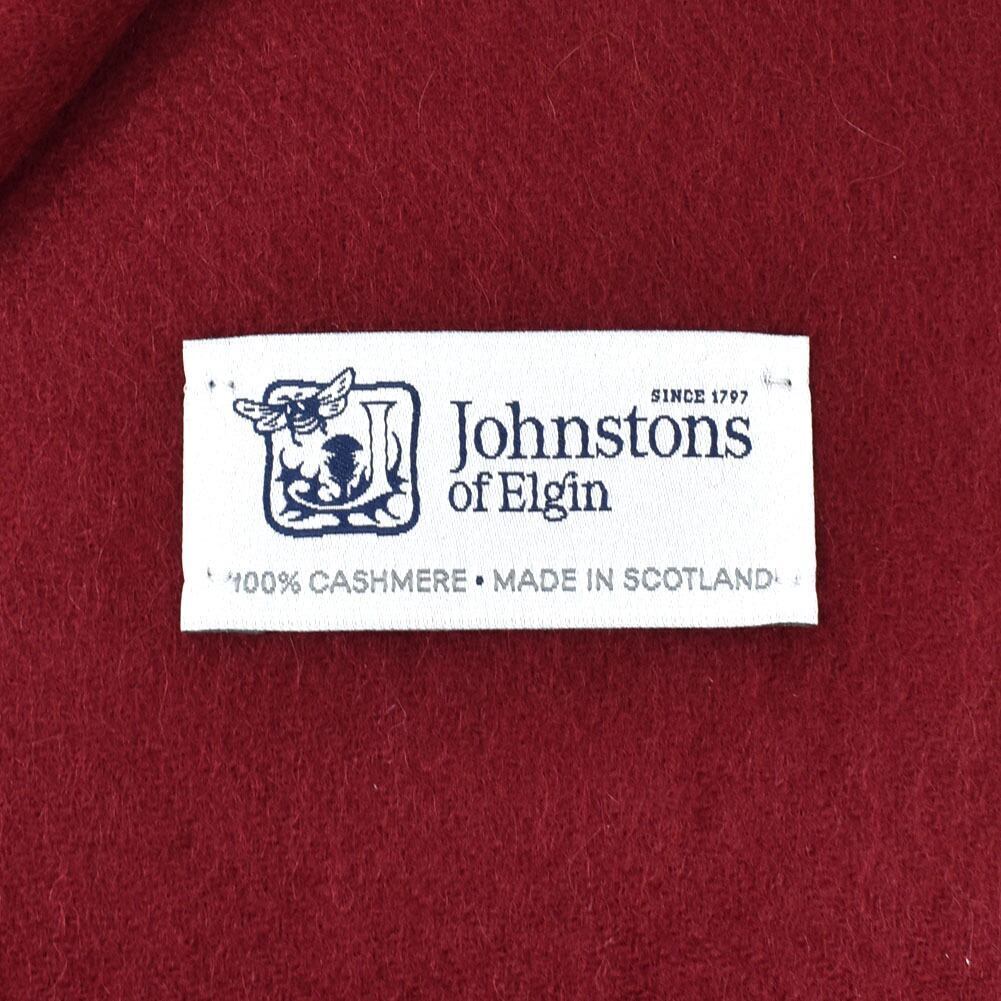 SINCE 1797
Johnstons
of Elgin
100% CASHMERE • MADE IN SCOTLAND